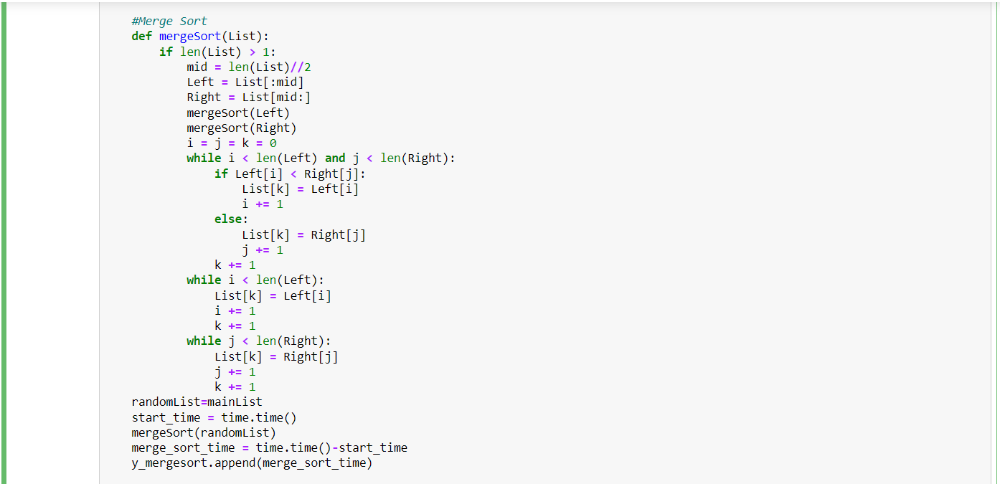 #Merge Sort
def mergeSort(List):
    if len(List) > 1:
        mid = len(List)//2
        Left = List[:mid]
        Right = List[mid:]
        mergeSort(Left)
        mergeSort(Right)
        i = j = k = 0
        while i < len(Left) and j < len(Right):
            if Left[i] < Right[j]:
                List[k] = Left[i]
                i += 1
            else:
                List[k] = Right[j]
                j += 1
            k += 1
        while i < len(Left):
            List[k] = Left[i]
            i += 1
            k += 1
        while j < len(Right):
            List[k] = Right[j]
            j += 1
            k += 1
randomList=mainList
start_time = time.time()
mergeSort(randomList)
merge_sort_time = time.time()-start_time
y_mergesort.append(merge_sort_time)